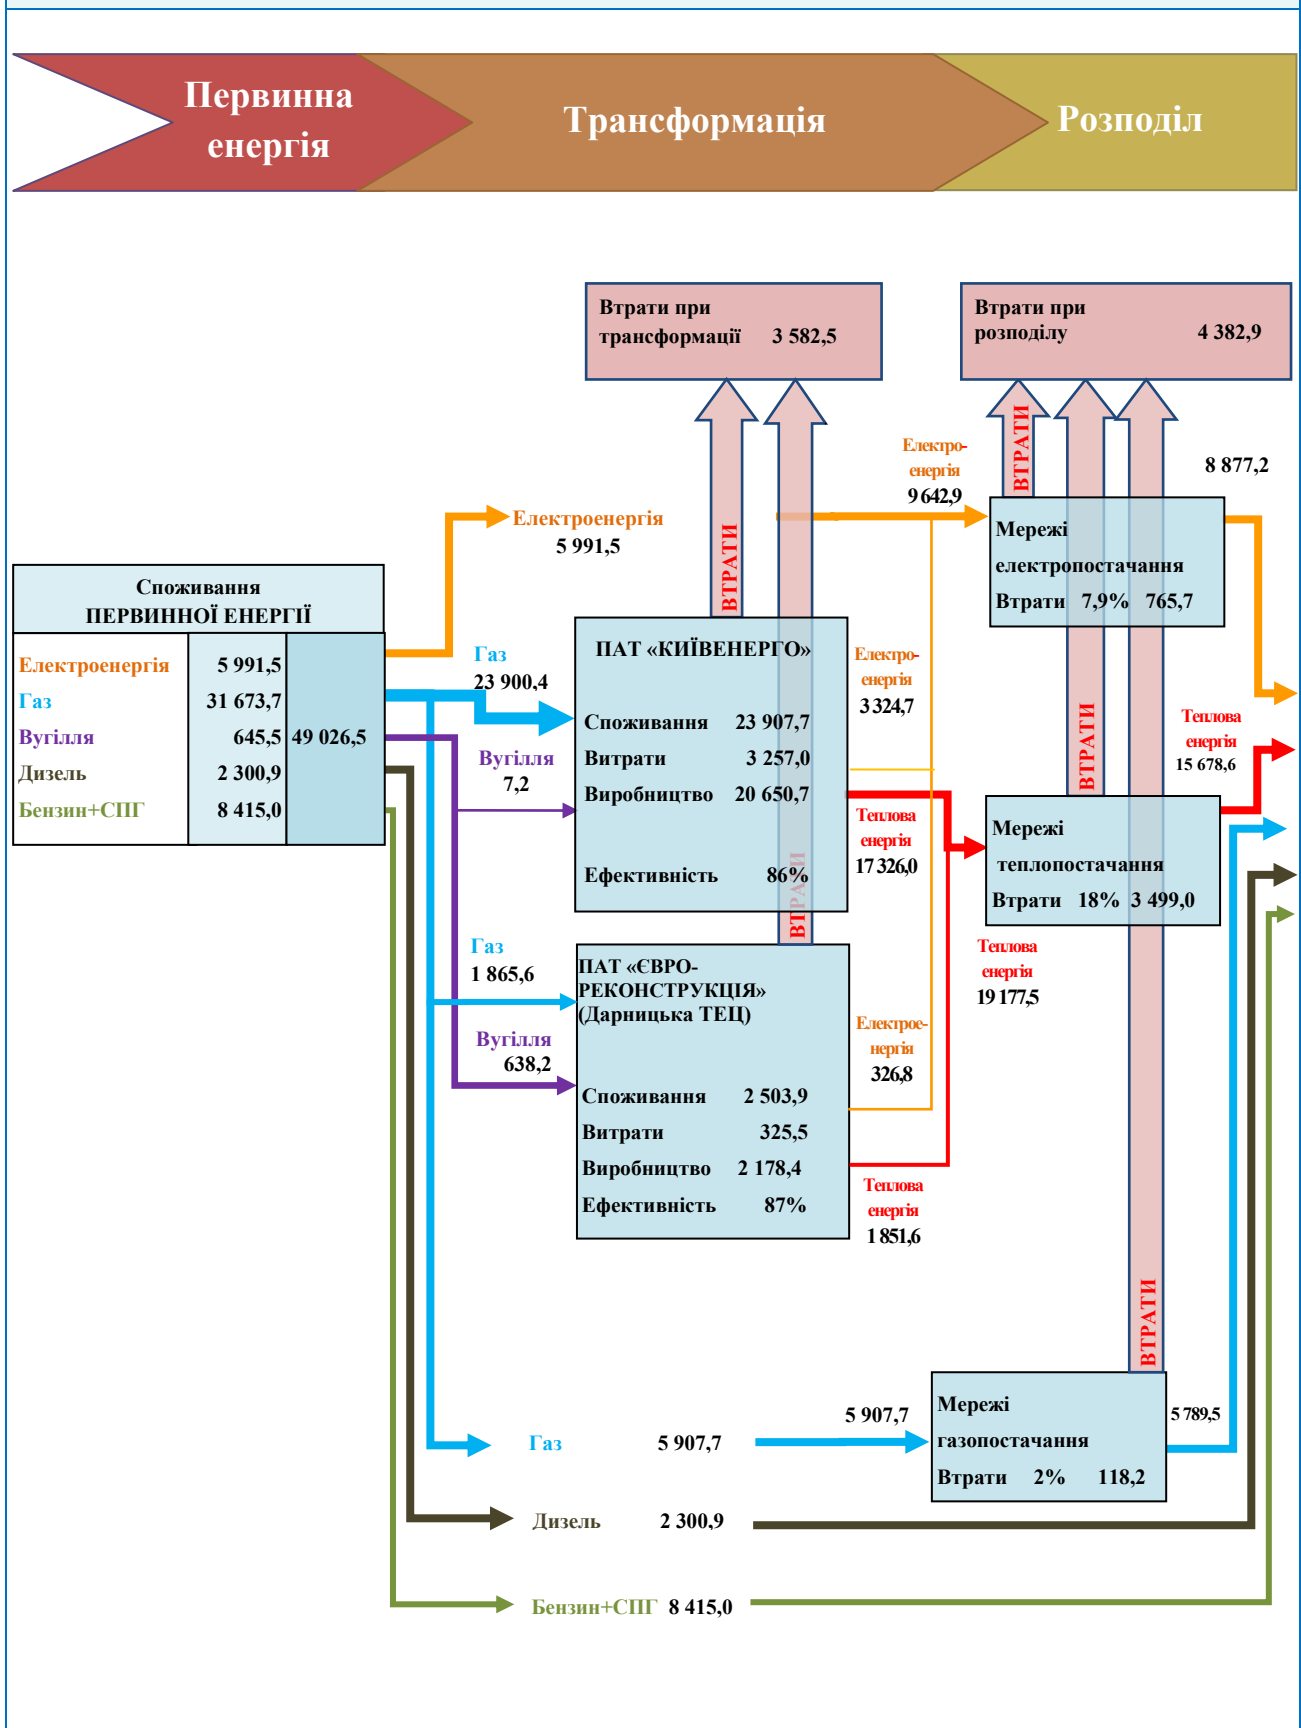 Первинна
енергія
Трансформація
Розподіл
Втрати при
трансформації 3 582,5
Втрати при
розподілу 4 382,9
ВТРАТИ
ВТРАТИ
ВТРАТИ
ВТРАТИ
ВТРАТИ
Електро-
енергія
9 642,9
8 877,2
Електроенергія
5 991,5
Мережі
електропостачання
Втрати 7,9% 765,7
Споживання
ПЕРВИННОЇ ЕНЕРГІЇ
Електроенергія 5 991,5
Газ 31 673,7
Вугілля 645,5 49 026,5
Дизель 2 300,9
Бензин+СПГ 8 415,0
Газ
23 900,4
Вугілля
7,2
ПАТ «КИЇВЕНЕРГО»
Споживання 23 907,7
Витрати 3 257,0
Виробництво 20 650,7
Ефективність 86%
Електро-
енергія
3 324,7
Теплова
енергія
17 326,0
Теплова
енергія
15 678,6
Мережі
теплопостачання
Втрати 18% 3 499,0
Теплова
енергія
19 177,5
Газ
1 865,6
Вугілля
638,2
ПАТ «ЄВРО-
РЕКОНСТРУКЦІЯ»
(Дарницька ТЕЦ)
Споживання 2 503,9
Витрати 325,5
Виробництво 2 178,4
Ефективність 87%
Електрое-
нергія
326,8
Теплова
енергія
1 851,6
Газ 5 907,7
5 907,7
Мережі
газопостачання
Втрати 2% 118,2
5 789,5
Дизель 2 300,9
Бензин+СПГ 8 415,0